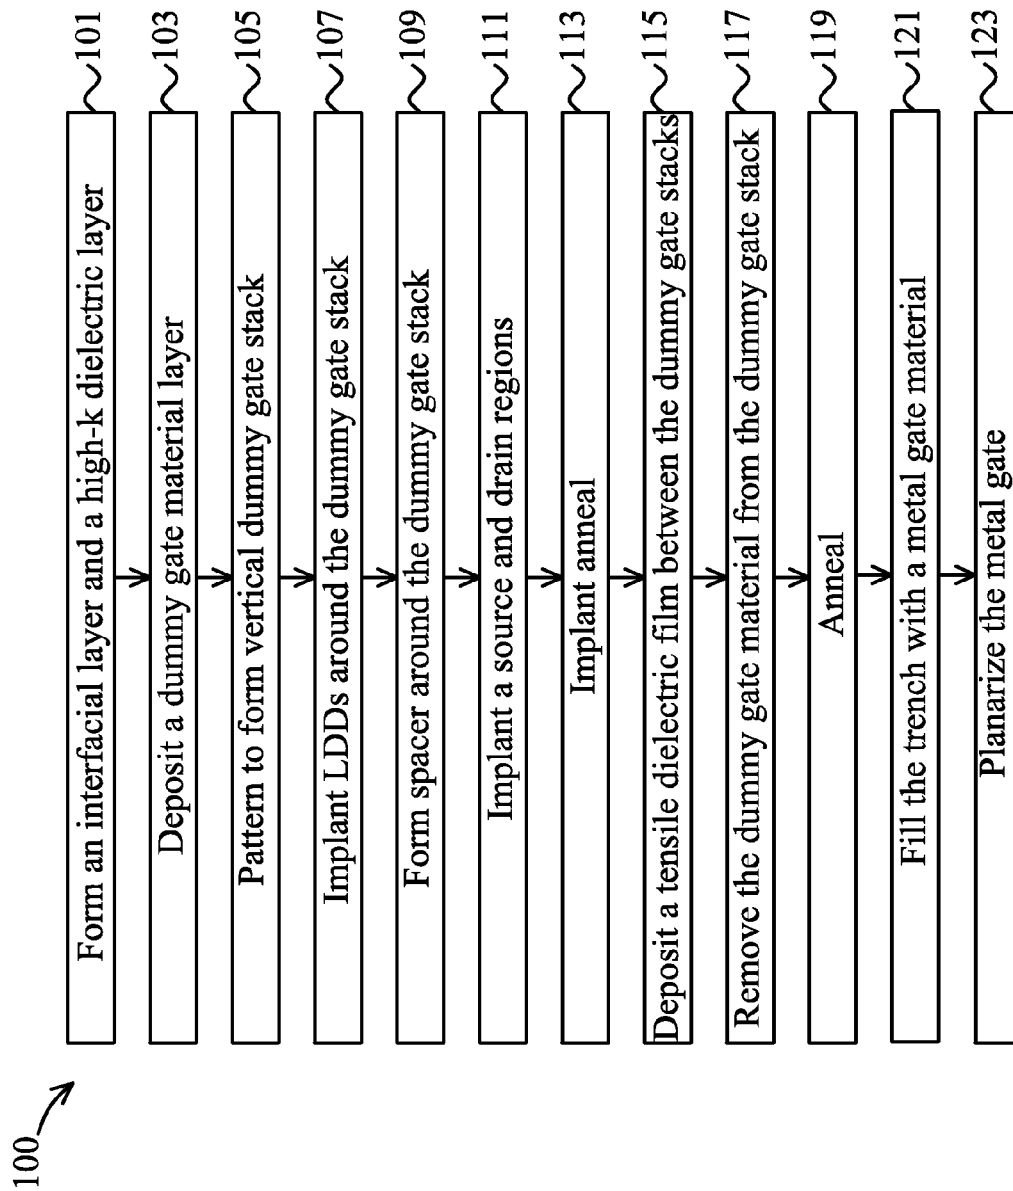 100
Form an interfacial layer and a high-k dielectric layer 101
Deposit a dummy gate material layer 103
Pattern to form vertical dummy gate stack 105
Implant LDDs around the dummy gate stack 107
Form spacer around the dummy gate stack 109
Implant a source and drain regions 111
Implant anneal 113
Deposit a tensile dielectric film between the dummy gate stacks 115
Remove the dummy gate material from the dummy gate stack 117
Anneal 119
Fill the trench with a metal gate material 121
Planarize the metal gate 123